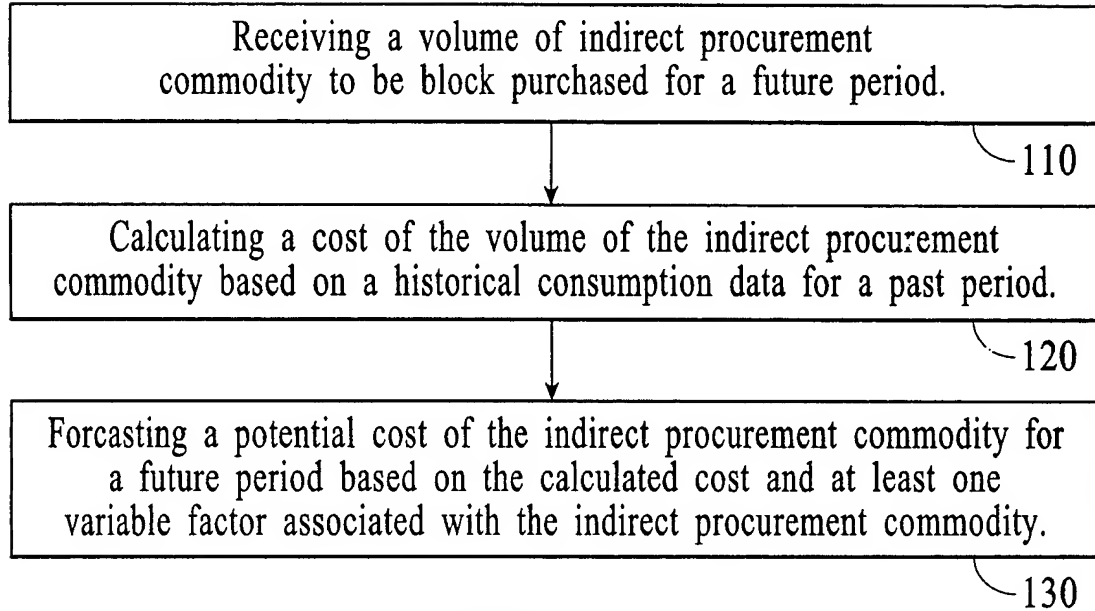 Receiving a volume of indirect procurement
commodity to be block purchased for a future period.
110
Calculating a cost of the volume of the indirect procurement
commodity based on a historical consumption data for a past period.
120
Forcasting a potential cost of the indirect procurement commodity for
a future period based on the calculated cost and at least one
variable factor associated with the indirect procurement commodity.
130